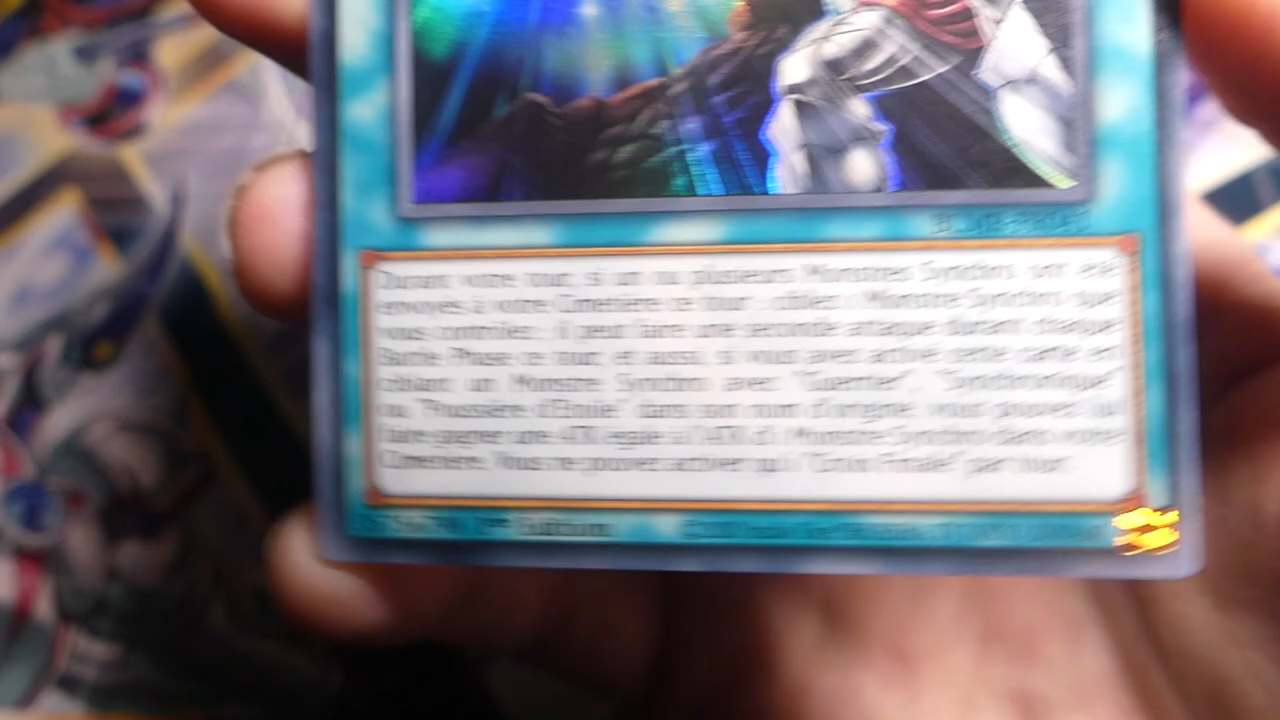 Durant votre tour, si un ou plusieurs Monstres Synchro ont été
envoyés à votre Cimetière ce tour : ciblez 1 Monstre Synchro que
vous contrôlez ; il peut faire une seconde attaque durant chaque
Battle Phase ce tour, et aussi, si vous avez activé cette carte en
ciblant un Monstre Synchro avec "Guerrier", "Synchronique"
ou "Poussière d'Étoile" dans son nom d'origine, vous pouvez lui
faire gagner une ATK égale à l'ATK d'1 Monstre Synchro dans votre
Cimetière. Vous ne pouvez activer qu'1 "Croix Finale" par tour.
1ère Édition